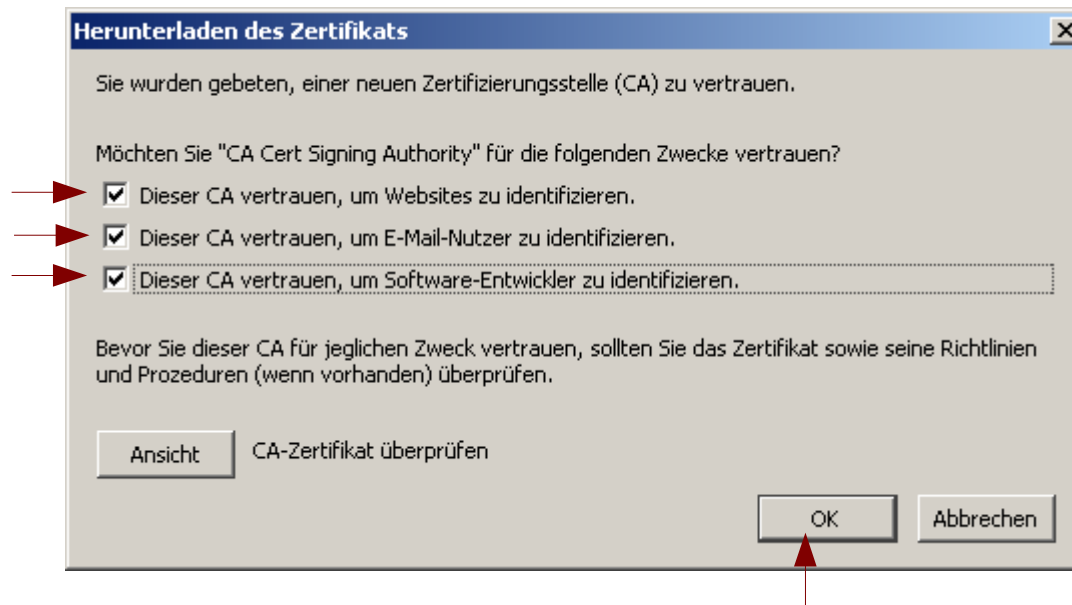 Herunterladen des Zertifikats
Sie wurden gebeten, einer neuen Zertifizierungsstelle (CA) zu vertrauen.
Möchten Sie "CA Cert Signing Authority" für die folgenden Zwecke vertrauen?
Dieser CA vertrauen, um Websites zu identifizieren.
Dieser CA vertrauen, um E-Mail-Nutzer zu identifizieren.
Dieser CA vertrauen, um Software-Entwickler zu identifizieren.
Bevor Sie dieser CA für jeglichen Zweck vertrauen, sollten Sie das Zertifikat sowie seine Richtlinien
und Prozeduren (wenn vorhanden) überprüfen.
Ansicht CA-Zertifikat überprüfen
OK Abbrechen